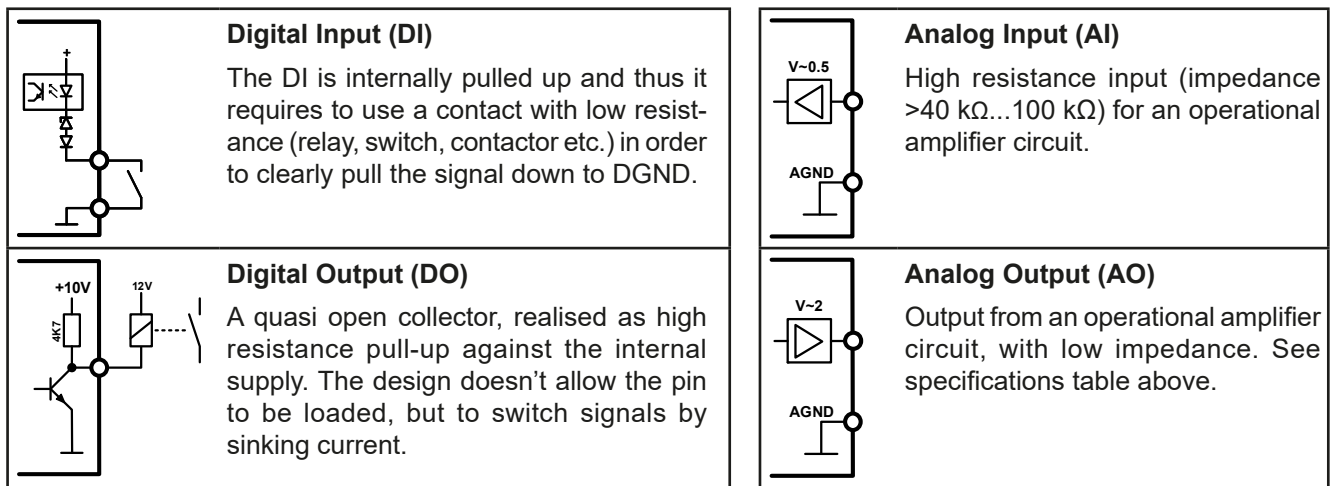 +
Digital Input (DI)
The DI is internally pulled up and thus it
requires to use a contact with low resist-
ance (relay, switch, contactor etc.) in order
to clearly pull the signal down to DGND.
V~0.5
AGND
Analog Input (AI)
High resistance input (impedance
>40 kΩ...100 kΩ) for an operational
amplifier circuit.
+10V
12V
4K7
Digital Output (DO)
A quasi open collector, realised as high
resistance pull-up against the internal
supply. The design doesn't allow the pin
to be loaded, but to switch signals by
sinking current.
V~2
AGND
Analog Output (AO)
Output from an operational amplifier
circuit, with low impedance. See
specifications table above.